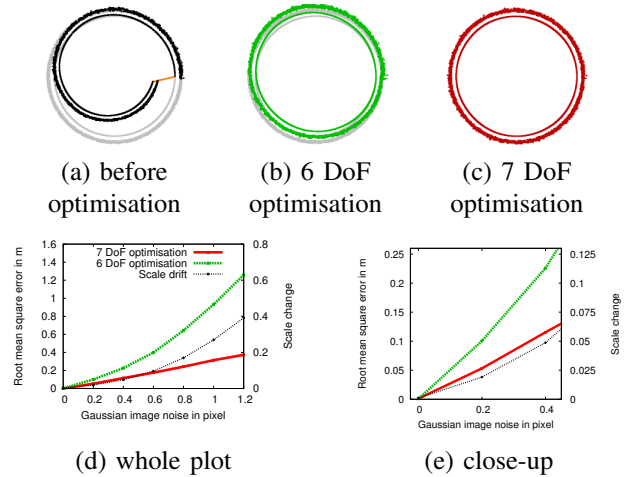 (a) before optimisation
(b) 6 DoF optimisation
(c) 7 DoF optimisation
Root mean square error in m
1.6
1.4
1.2
1
0.8
0.6
0.4
0.2
0
7 DoF optimisation
6 DoF optimisation
Scale drift
0.8
0.6
0.4
0.2
0
Scale change
0 0.2 0.4 0.6 0.8 1.0 1.2
Gaussian image noise in pixel
(d) whole plot
Root mean square error in m
0.25
0.2
0.15
0.1
0.05
0
0.125
0.1
0.075
0.05
0.025
0
Scale change
0 0.2 0.4
Gaussian image noise in pixel
(e) close-up